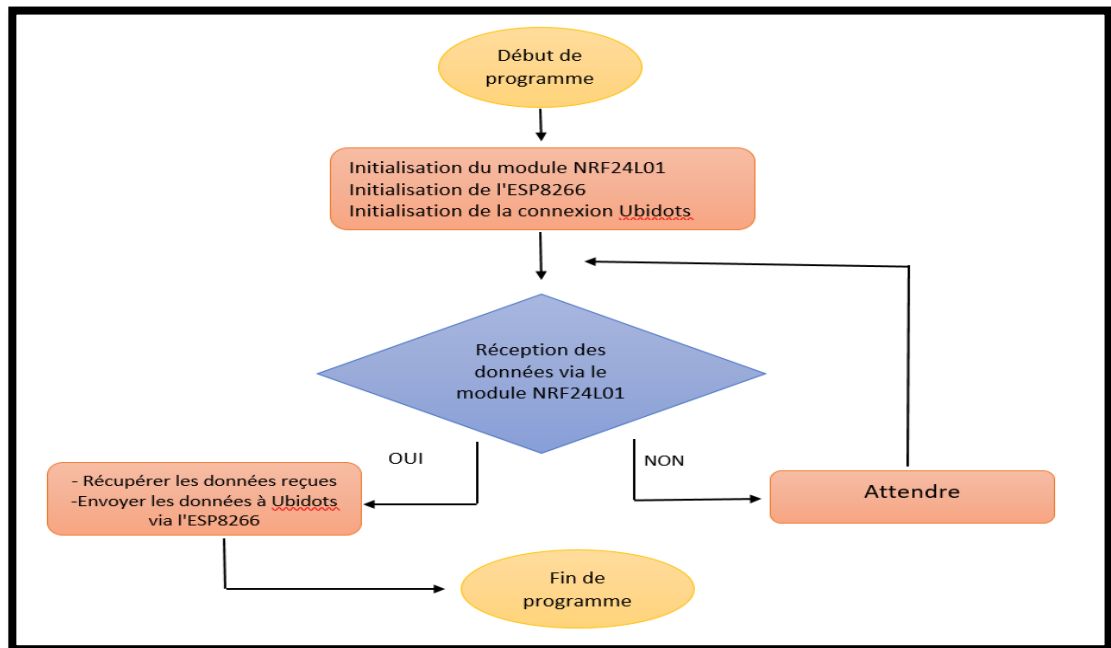 Début de
programme
Initialisation du module NRF24L01
Initialisation de l'ESP8266
Initialisation de la connexion Ubidots
Réception des
données via le
module NRF24L01
OUI
NON
- Récupérer les données reçues
-Envoyer les données à Ubidots
via l'ESP8266
Attendre
Fin de
programme